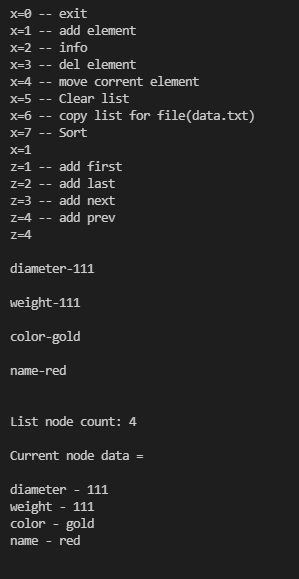 x=0 -- exit
x=1 -- add element
x=2 -- info
x=3 -- del element
x=4 -- move corrent element
x=5 -- Clear list
x=6 -- copy list for file(data.txt)
x=7 -- Sort
x=1
z=1 -- add first
z=2 -- add last
z=3 -- add next
z=4 -- add prev
z=4
diameter-111
weight-111
color-gold
name-red
List node count: 4
Current node data =
diameter - 111
weight - 111
color - gold
name - red